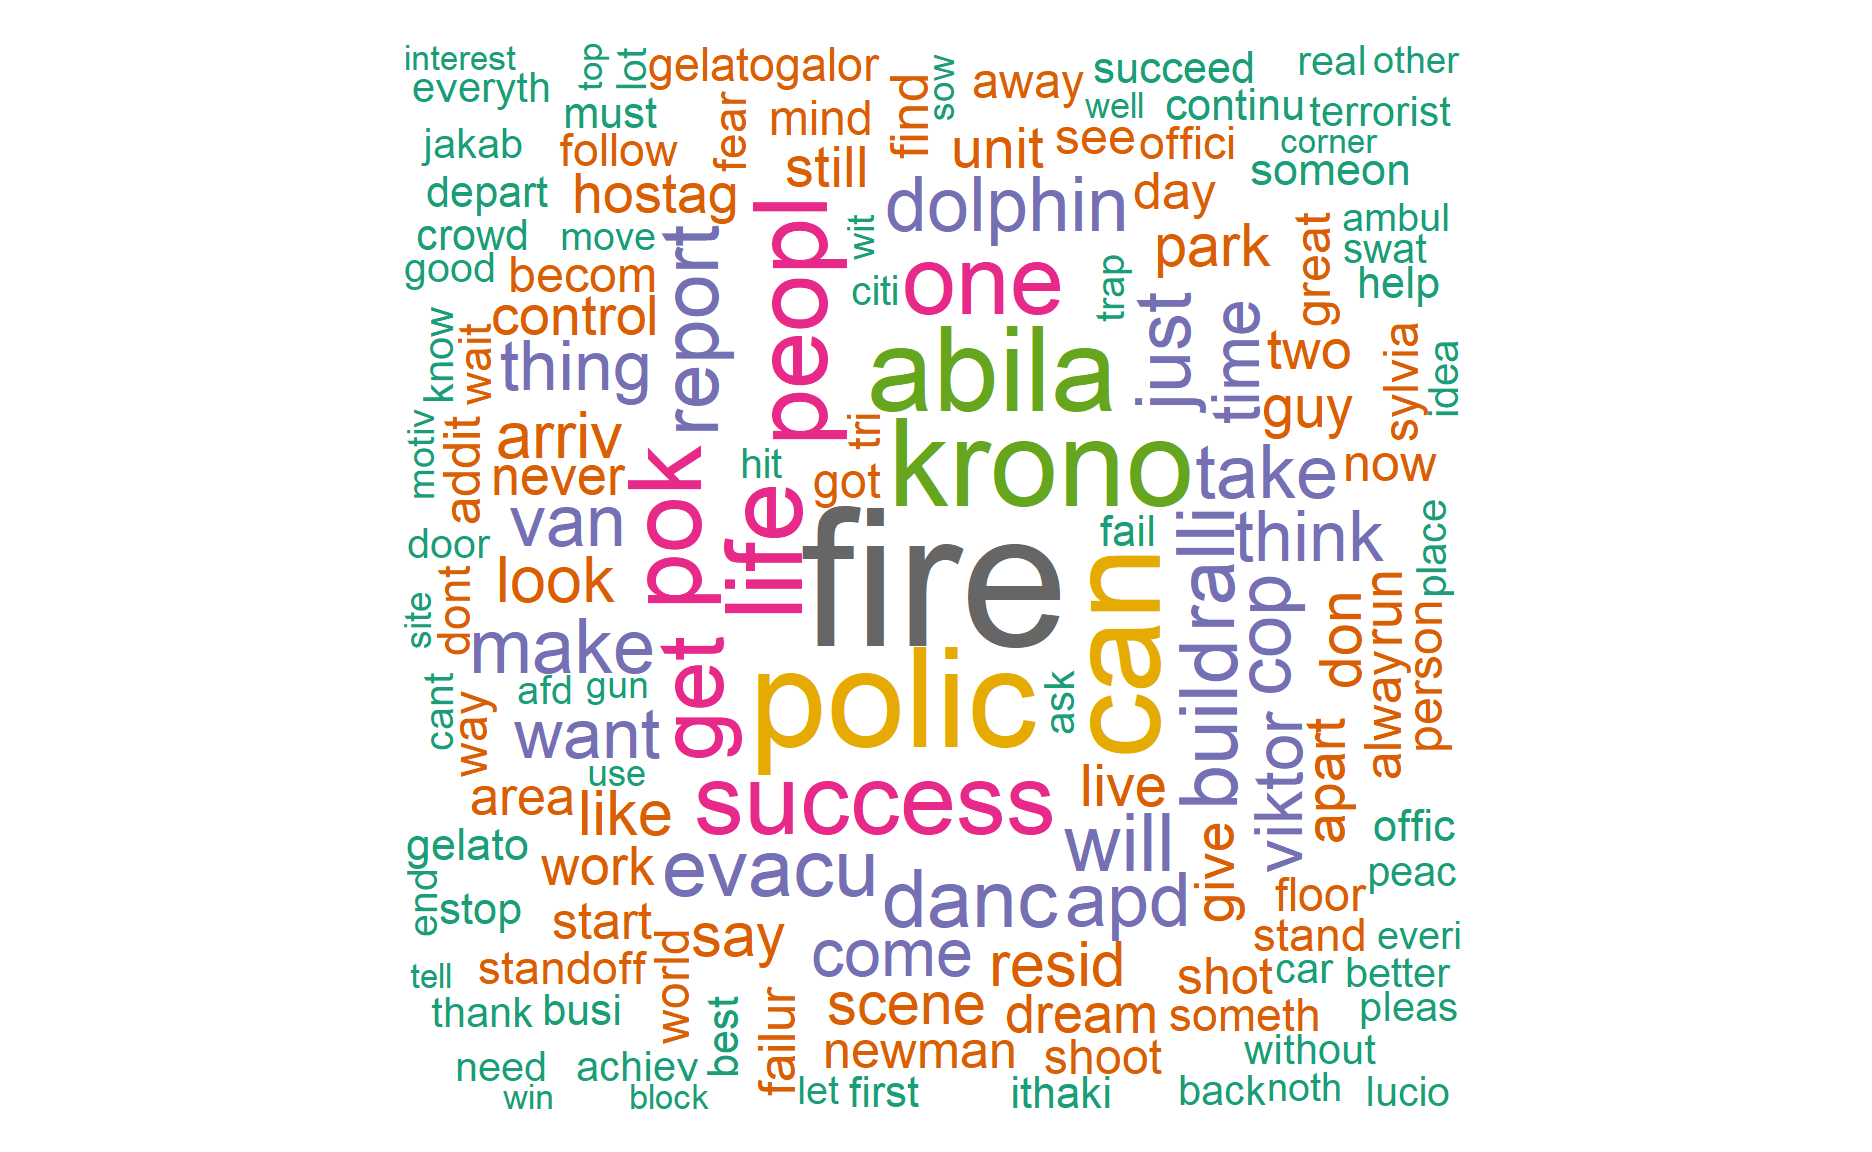 interest
top
lot
gelatogalor
sow
away
succeed
real
other
everyth
must
fear
mind
find
well
continu
terrorist
jakab
follow
still
unit
see
offici
corner
someon
depart
hostag
peopl
dolphin
day
great
ambul
crowd
move
report
wit
one
park
swat
good
becom
citi
trap
help
know
wait
control
abila
just
time
two
sylvia
idea
thing
guy
motiv
addit
arriv
tri
krono
take
now
never
pok
hit
got
life
door
van
fire
fail
can
ralli
think
place
site
dont
look
cop
don
run
make
get
polic
ask
build
alway
person
cant
way
afd
gun
want
viktor
apart
use
area
like
success
live
offic
gelato
work
evacu
will
give
peac
end
stop
danc
apd
floor
start
say
stand
everi
tell
standoff
world
come
resid
shot
car
better
thank
busi
best
failur
scene
dream
someth
pleas
newman
shoot
without
need
achiev
win
block
let
first
ithaki
back
noth
lucio